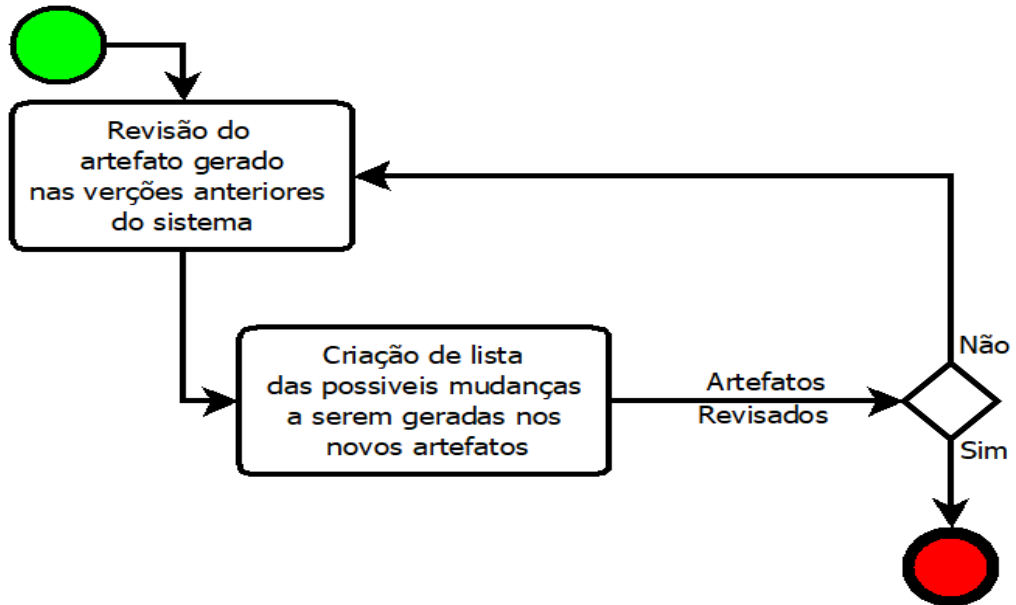 Revisão do
artefato gerado
nas verções anteriores
do sistema
Criação de lista
das possiveis mudanças
a serem geradas nos
novos artefatos
Artefatos
Revisados
Não
Sim